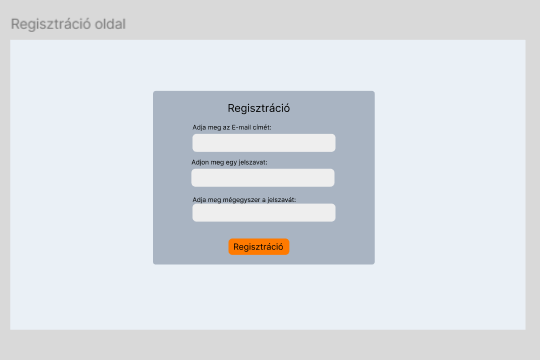 Regisztráció oldal
Regisztráció
Adja meg az E-mail címét:
Adjon meg egy jelszavat:
Adja meg mégegyszer a jelszavát:
Regisztráció